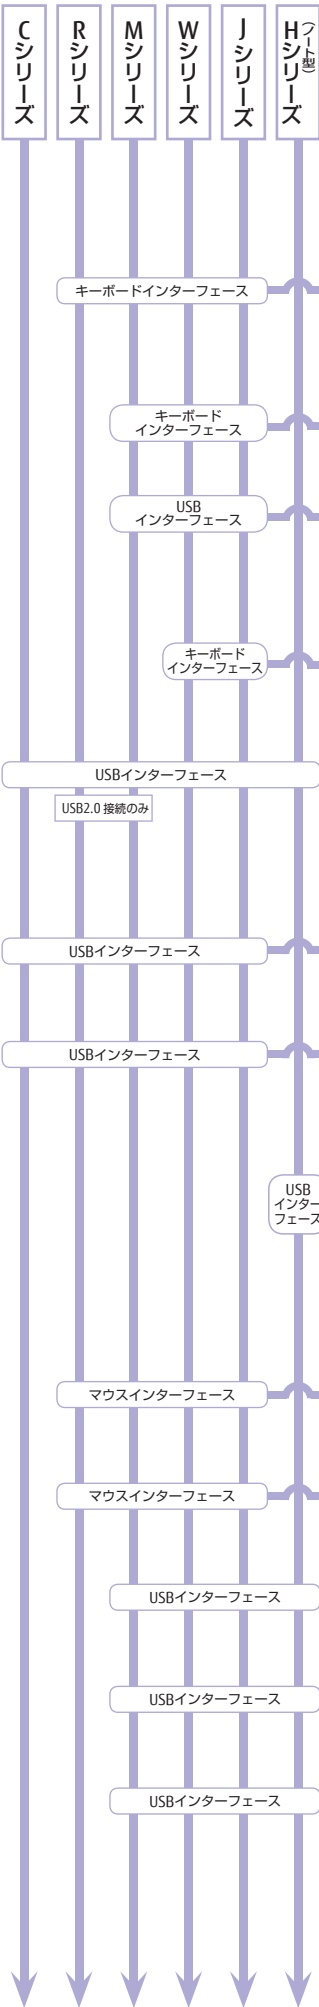 Cシリーズ
Rシリーズ
Mシリーズ
Wシリーズ
Jシリーズ
Hシリーズ
（ノート型）
キーボードインターフェース
キーボード
インターフェース
USB
インターフェース
キーボード
インターフェース
USBインターフェース
USB2.0 接続のみ
USBインターフェース
USBインターフェース
USB
インター
フェース
マウスインターフェース
マウスインターフェース
USBインターフェース
USBインターフェース
USBインターフェース